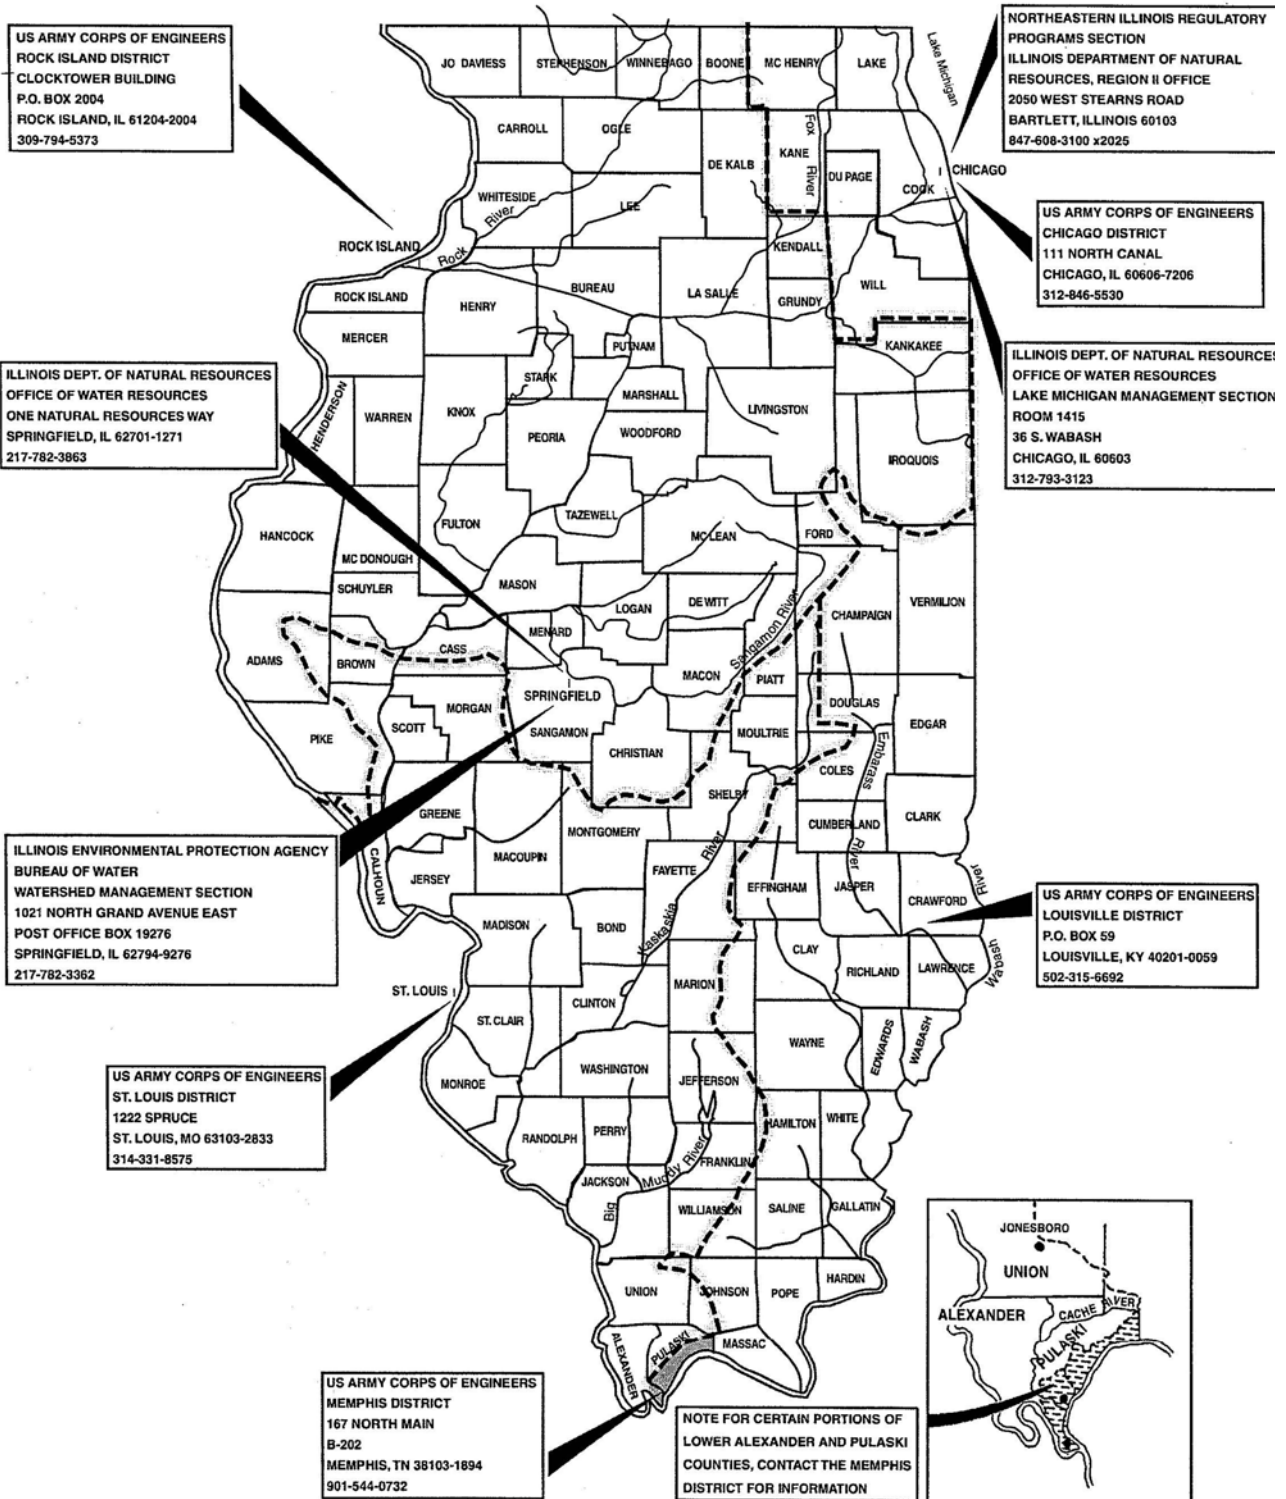 US ARMY CORPS OF ENGINEERS
ROCK ISLAND DISTRICT
CLOCKTOWER BUILDING
P.O. BOX 2004
ROCK ISLAND, IL 61204-2004
309-794-5373
NORTHEASTERN ILLINOIS REGULATORY
PROGRAMS SECTION
ILLINOIS DEPARTMENT OF NATURAL
RESOURCES, REGION II OFFICE
2050 WEST STEARNS ROAD
BARTLETT, ILLINOIS 60103
847-608-3100 x2025
US ARMY CORPS OF ENGINEERS
CHICAGO DISTRICT
111 NORTH CANAL
CHICAGO, IL 60606-7206
312-846-5530
ILLINOIS DEPT. OF NATURAL RESOURCES
OFFICE OF WATER RESOURCES
ONE NATURAL RESOURCES WAY
SPRINGFIELD, IL 62701-1271
217-782-3863
ILLINOIS DEPT. OF NATURAL RESOURCES
OFFICE OF WATER RESOURCES
LAKE MICHIGAN MANAGEMENT SECTION
ROOM 1415
36 S. WABASH
CHICAGO, IL 60603
312-793-3123
ILLINOIS ENVIRONMENTAL PROTECTION AGENCY
BUREAU OF WATER
WATERSHED MANAGEMENT SECTION
1021 NORTH GRAND AVENUE EAST
POST OFFICE BOX 19276
SPRINGFIELD, IL 62794-9276
217-782-3362
US ARMY CORPS OF ENGINEERS
LOUISVILLE DISTRICT
P.O. BOX 59
LOUISVILLE, KY 40201-0059
502-315-6692
US ARMY CORPS OF ENGINEERS
ST. LOUIS DISTRICT
1222 SPRUCE
ST. LOUIS, MO 63103-2833
314-331-8575
US ARMY CORPS OF ENGINEERS
MEMPHIS DISTRICT
167 NORTH MAIN
B-202
MEMPHIS, TN 38103-1894
901-544-0732
NOTE FOR CERTAIN PORTIONS OF
LOWER ALEXANDER AND PULASKI
COUNTIES, CONTACT THE MEMPHIS
DISTRICT FOR INFORMATION
JO DAVIESS
STEPHENSON
WINNEBAGO
BOONE
MC HENRY
LAKE
Lake Michigan
CARROLL
OGLE
DE KALB
KANE
Fox
River
DU PAGE
COOK
CHICAGO
WHITESIDE
LEE
Rock
River
ROCK ISLAND
KENDALL
WILL
ROCK ISLAND
HENRY
BUREAU
LA SALLE
GRUNDY
MERCER
PUTNAM
KANKAKEE
STARK
HENDERSON
WARREN
KNOX
MARSHALL
LIVINGSTON
PEORIA
WOODFORD
IROQUOIS
HANCOCK
MC DONOUGH
FULTON
TAZEWELL
MC LEAN
FORD
SCHUYLER
MASON
LOGAN
DE WITT
CHAMPAIGN
VERMILION
ADAMS
BROWN
CASS
MENARD
MACON
Sangamon River
PIATT
SPRINGFIELD
SANGAMON
DOUGLAS
EDGAR
PIKE
SCOTT
MORGAN
CHRISTIAN
MOULTRIE
COLES
Embarass
River
SHELBY
GREENE
MACOUPIN
MONTGOMERY
CUMBERLAND
CLARK
CALHOUN
JERSEY
FAYETTE
Kaskaskia
River
EFFINGHAM
JASPER
CRAWFORD
Wabash
River
MADISON
BOND
CLAY
RICHLAND
LAWRENCE
ST. LOUIS
CLINTON
MARION
ST. CLAIR
WAYNE
EDWARDS
WABASH
MONROE
WASHINGTON
JEFFERSON
RANDOLPH
PERRY
HAMILTON
WHITE
FRANKLIN
JACKSON
Big
Muddy
River
WILLIAMSON
SALINE
GALLATIN
UNION
JOHNSON
POPE
HARDIN
ALEXANDER
PULASKI
MASSAC
JONESBORO
UNION
ALEXANDER
CACHE RIVER
PULASKI